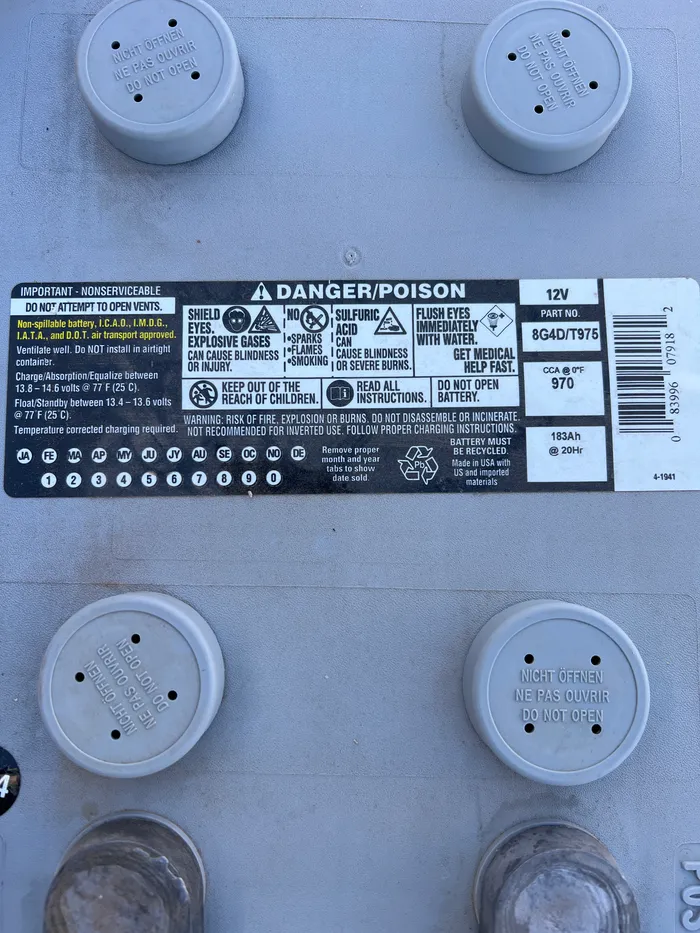 NICHT ÖFFNEN
NE PAS OUVRIR
DO NOT OPEN
NICHT ÖFFNEN
NE PAS OUVRIR
DO NOT OPEN
IMPORTANT - NONSERVICEABLE
DO NOT ATTEMPT TO OPEN VENTS.
Non-spillable battery, I.C.A.O., I.M.D.G.,
I.A.T.A., and D.O.T. air transport approved.
Ventilate well. Do NOT install in airtight
container.
Charge/Absorption/Equalize between
13.8 – 14.6 volts @ 77˚F (25˚C).
Float/Standby between 13.4 – 13.6 volts
@ 77˚F (25˚C).
Temperature corrected charging required.
DANGER/POISON
SHIELD
EYES.
EXPLOSIVE GASES
CAN CAUSE BLINDNESS
OR INJURY.
NO
•SPARKS
•FLAMES
•SMOKING
SULFURIC
ACID
CAN
CAUSE BLINDNESS
OR SEVERE BURNS.
FLUSH EYES
IMMEDIATELY
WITH WATER.
GET MEDICAL
HELP FAST.
KEEP OUT OF THE
REACH OF CHILDREN.
READ ALL
INSTRUCTIONS.
DO NOT OPEN
BATTERY.
WARNING: RISK OF FIRE, EXPLOSION OR BURNS. DO NOT DISASSEMBLE OR INCINERATE.
NOT RECOMMENDED FOR INVERTED USE. FOLLOW PROPER CHARGING INSTRUCTIONS.
JA FE MA AP MY JU JY AU SE OC NO DE
1 2 3 4 5 6 7 8 9 0
Remove proper
month and year
tabs to show
date sold.
Pb
BATTERY MUST
BE RECYCLED.
Made in USA with
US and imported
materials
12V
PART NO.
8G4D/T975
CCA @ 0°F
970
183Ah
@ 20Hr
0 83996 07918 2
4-1941
NICHT ÖFFNEN
NE PAS OUVRIR
DO NOT OPEN
NICHT ÖFFNEN
NE PAS OUVRIR
DO NOT OPEN
4
POS